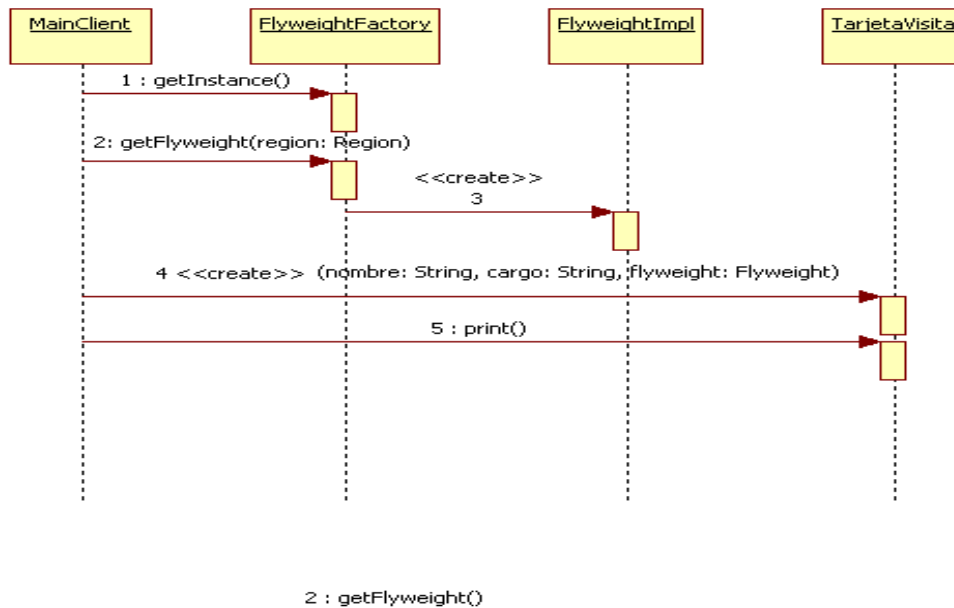 MainClient
FlyweightFactory
FlyweightImpl
TarjetaVisita
1 : getInstance()
2: getFlyweight(region: Region)
<<create>>
3
4 <<create>> (nombre: String, cargo: String, flyweight: Flyweight)
5 : print()
2 : getFlyweight()